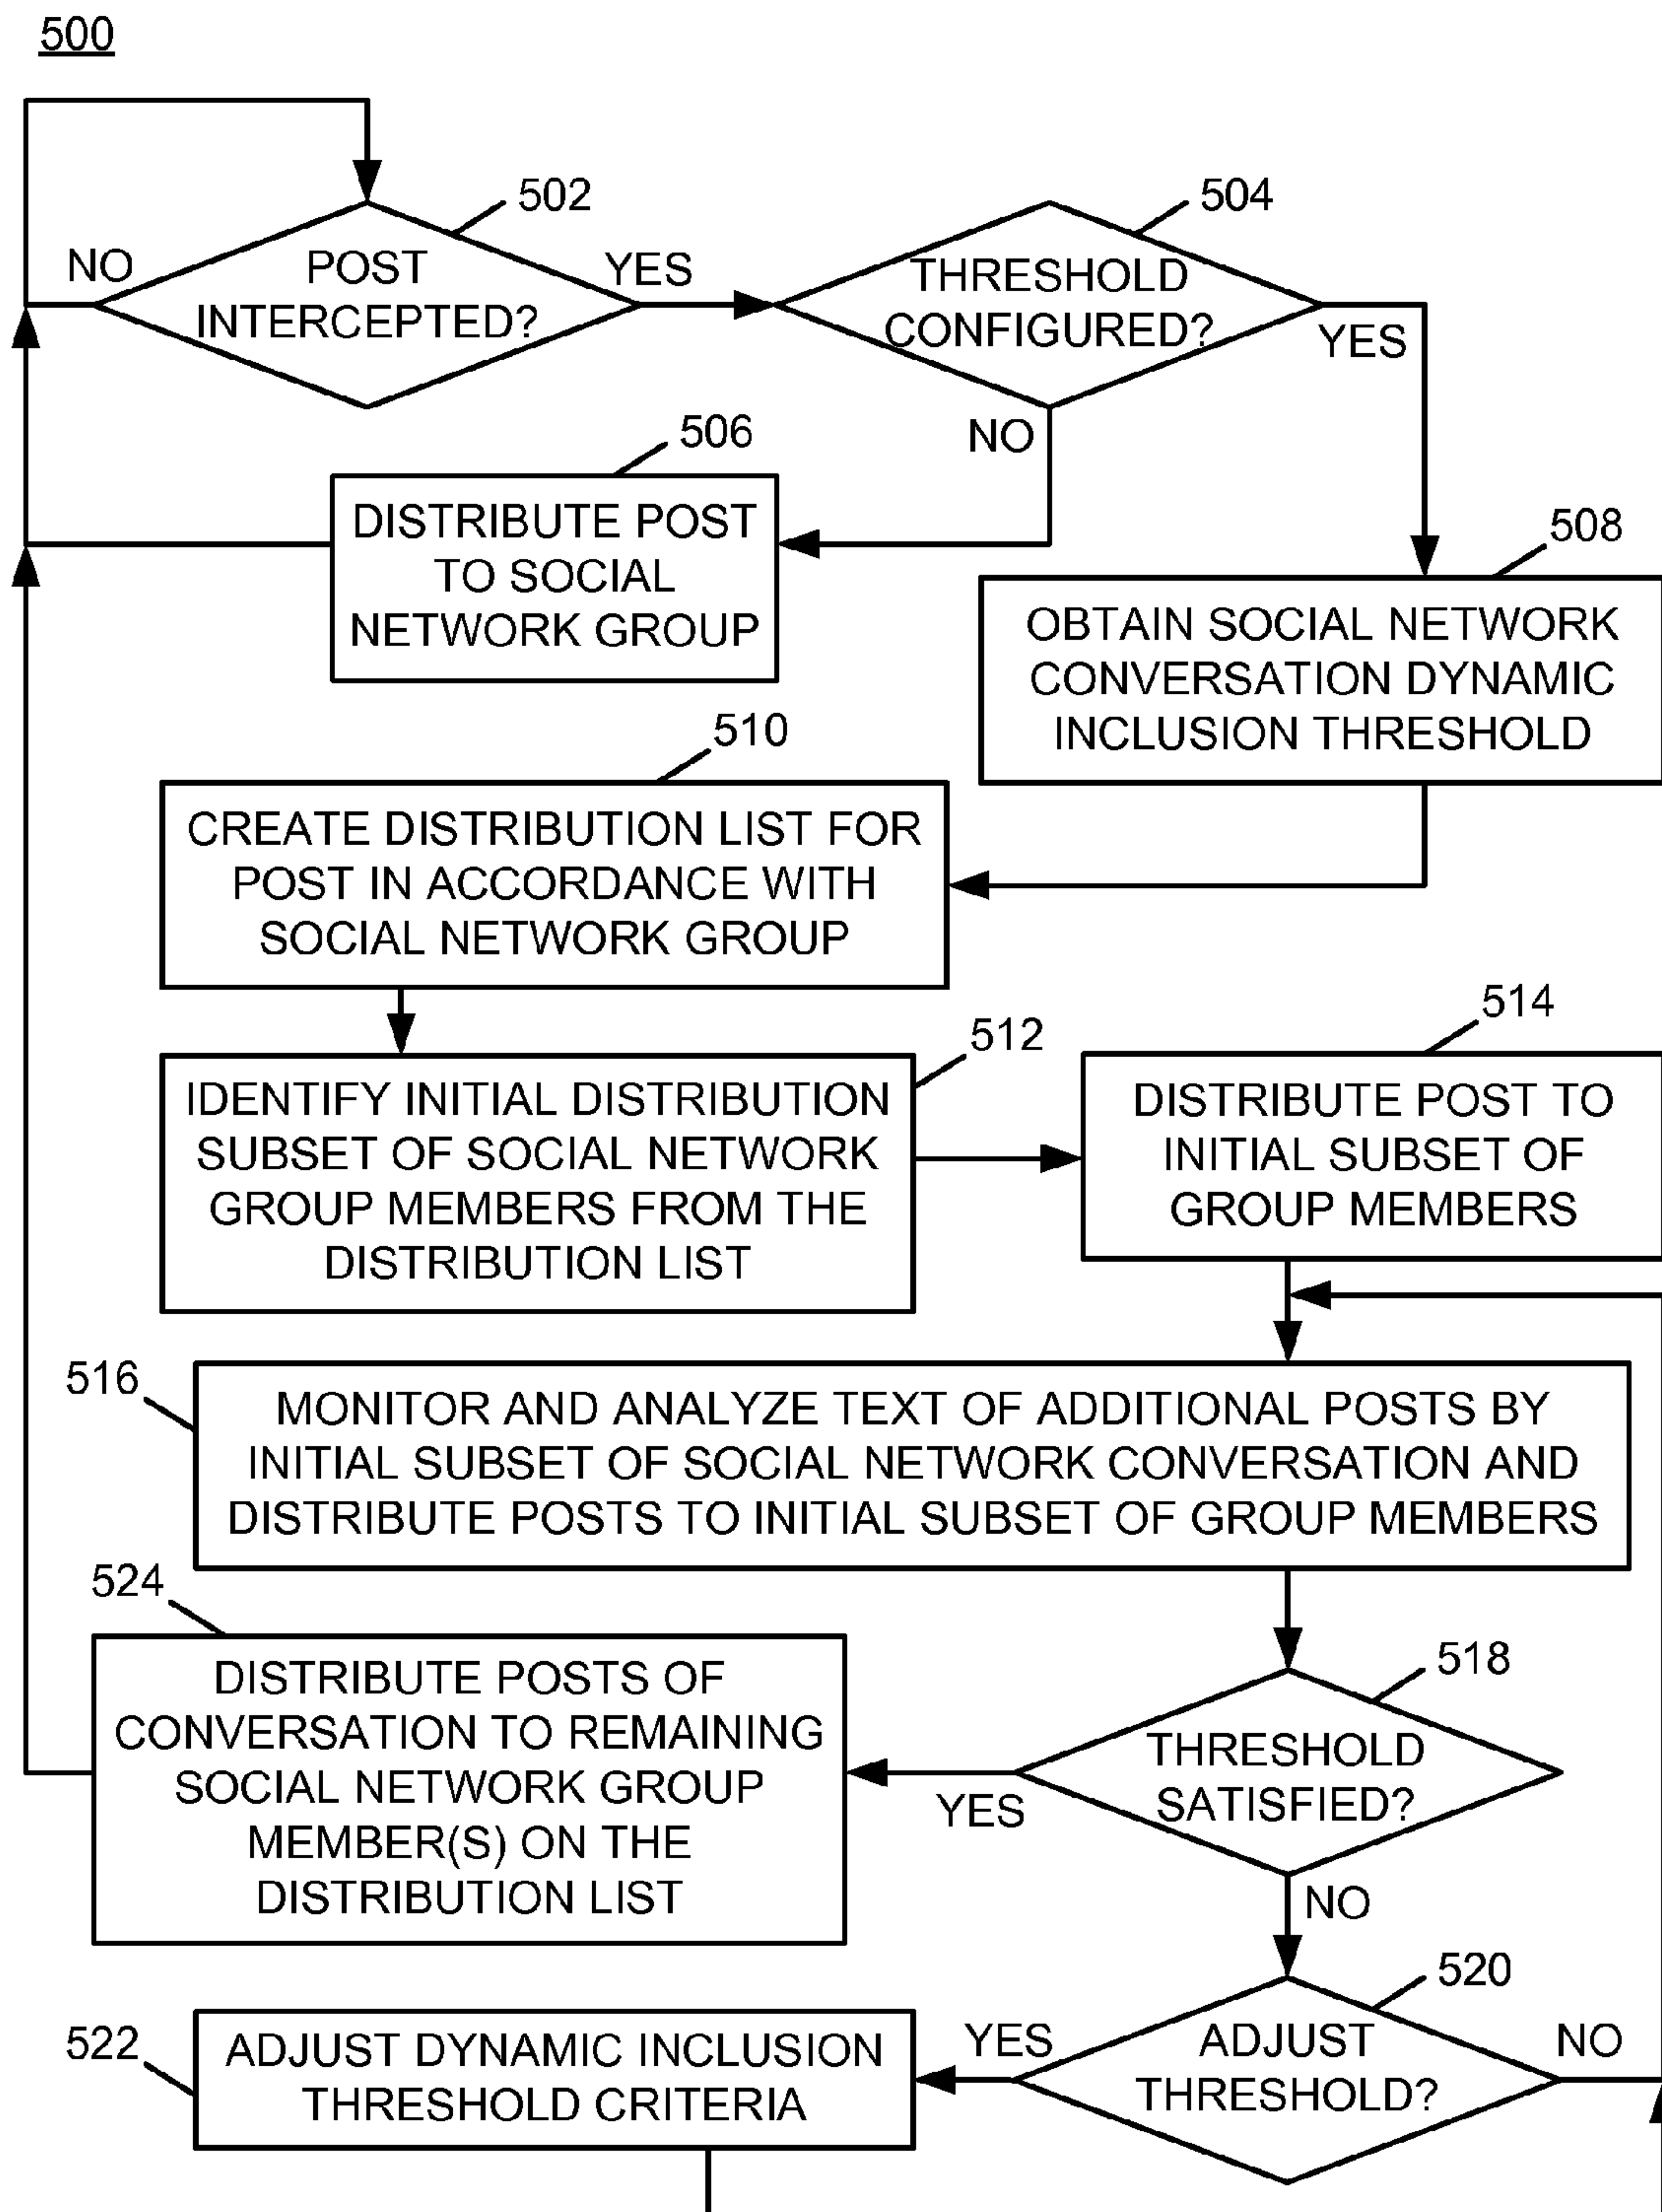 500
502
NO
POST
INTERCEPTED?
YES
504
THRESHOLD
CONFIGURED?
YES
NO
506
DISTRIBUTE POST
TO SOCIAL
NETWORK GROUP
508
OBTAIN SOCIAL NETWORK
CONVERSATION DYNAMIC
INCLUSION THRESHOLD
510
CREATE DISTRIBUTION LIST FOR
POST IN ACCORDANCE WITH
SOCIAL NETWORK GROUP
512
IDENTIFY INITIAL DISTRIBUTION
SUBSET OF SOCIAL NETWORK
GROUP MEMBERS FROM THE
DISTRIBUTION LIST
514
DISTRIBUTE POST TO
INITIAL SUBSET OF
GROUP MEMBERS
516
MONITOR AND ANALYZE TEXT OF ADDITIONAL POSTS BY
INITIAL SUBSET OF SOCIAL NETWORK CONVERSATION AND
DISTRIBUTE POSTS TO INITIAL SUBSET OF GROUP MEMBERS
524
DISTRIBUTE POSTS OF
CONVERSATION TO REMAINING
SOCIAL NETWORK GROUP
MEMBER(S) ON THE
DISTRIBUTION LIST
518
THRESHOLD
SATISFIED?
YES
NO
520
ADJUST
THRESHOLD?
YES
NO
522
ADJUST DYNAMIC INCLUSION
THRESHOLD CRITERIA